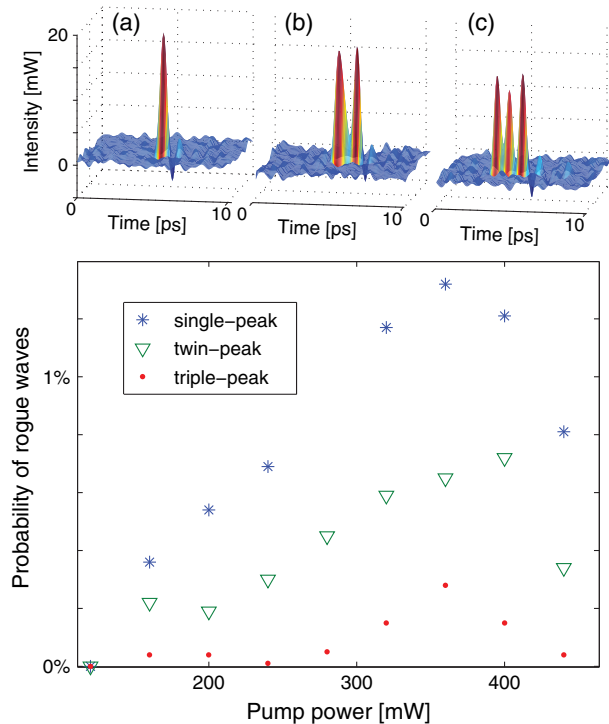 (a) (b) (c)
20
0
Intensity [mW]
0 Time [ps] 10
0 Time [ps] 10
0 Time [ps] 10
single−peak
twin−peak
triple−peak
1%
0%
Probability of rogue waves
200 300 400
Pump power [mW]